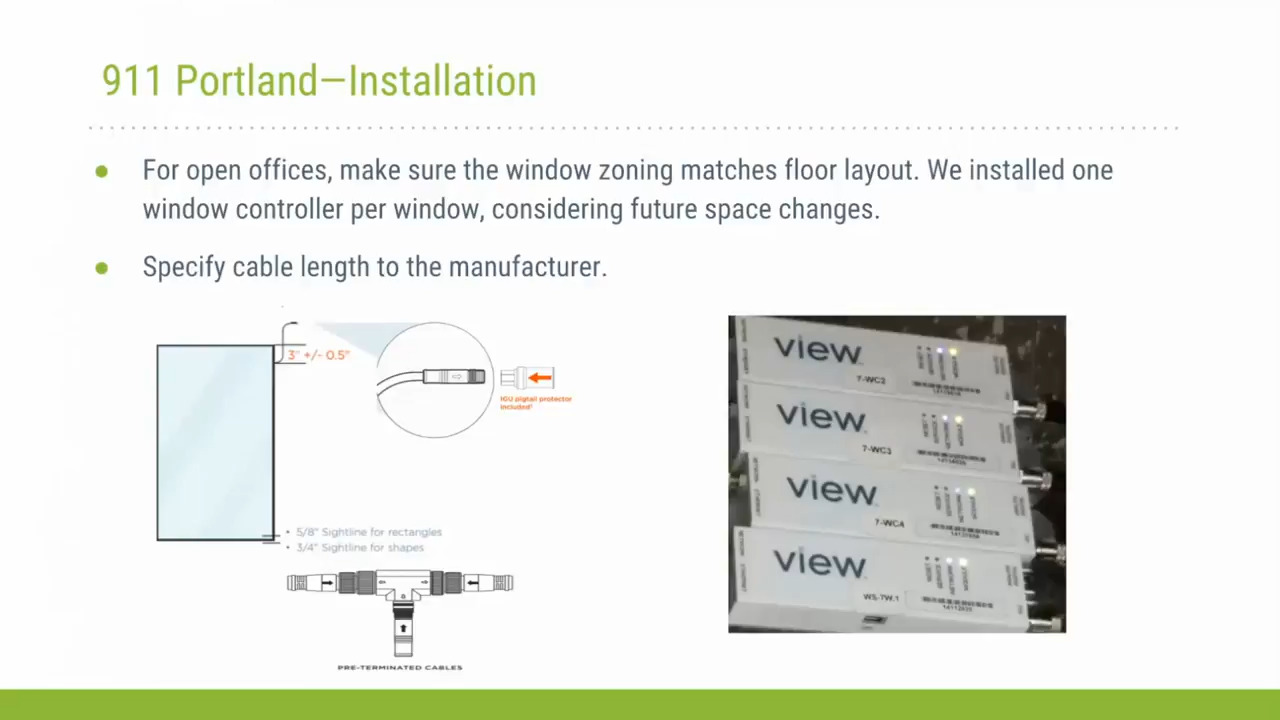 911 Portland—Installation
For open offices, make sure the window zoning matches floor layout. We installed one
window controller per window, considering future space changes.
Specify cable length to the manufacturer.
3" +/- 0.5"
IGU pigtail protector
included¹
• 5/8" Sightline for rectangles
• 3/4" Sightline for shapes
PRE-TERMINATED CABLES
view
7-WC2
view
7-WC3
view
7-WC4
view
WS-7W.1